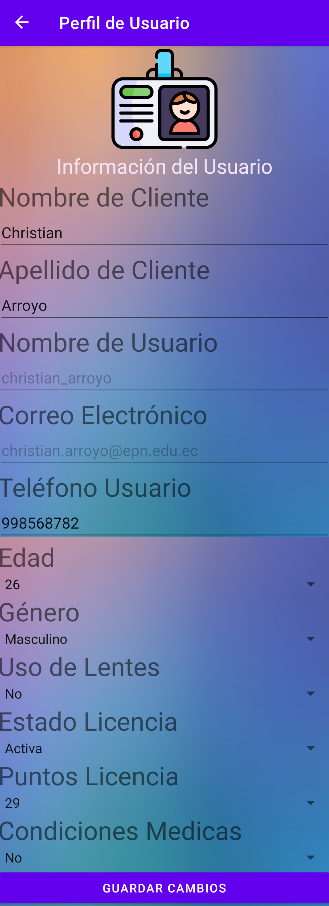 Perfil de Usuario
Información del Usuario
Nombre de Cliente
Christian
Apellido de Cliente
Arroyo
Nombre de Usuario
christian_arroyo
Correo Electrónico
christian.arroyo@epn.edu.ec
Teléfono Usuario
998568782
Edad
26
Género
Masculino
Uso de Lentes
No
Estado Licencia
Activa
Puntos Licencia
29
Condiciones Medicas
No
GUARDAR CAMBIOS